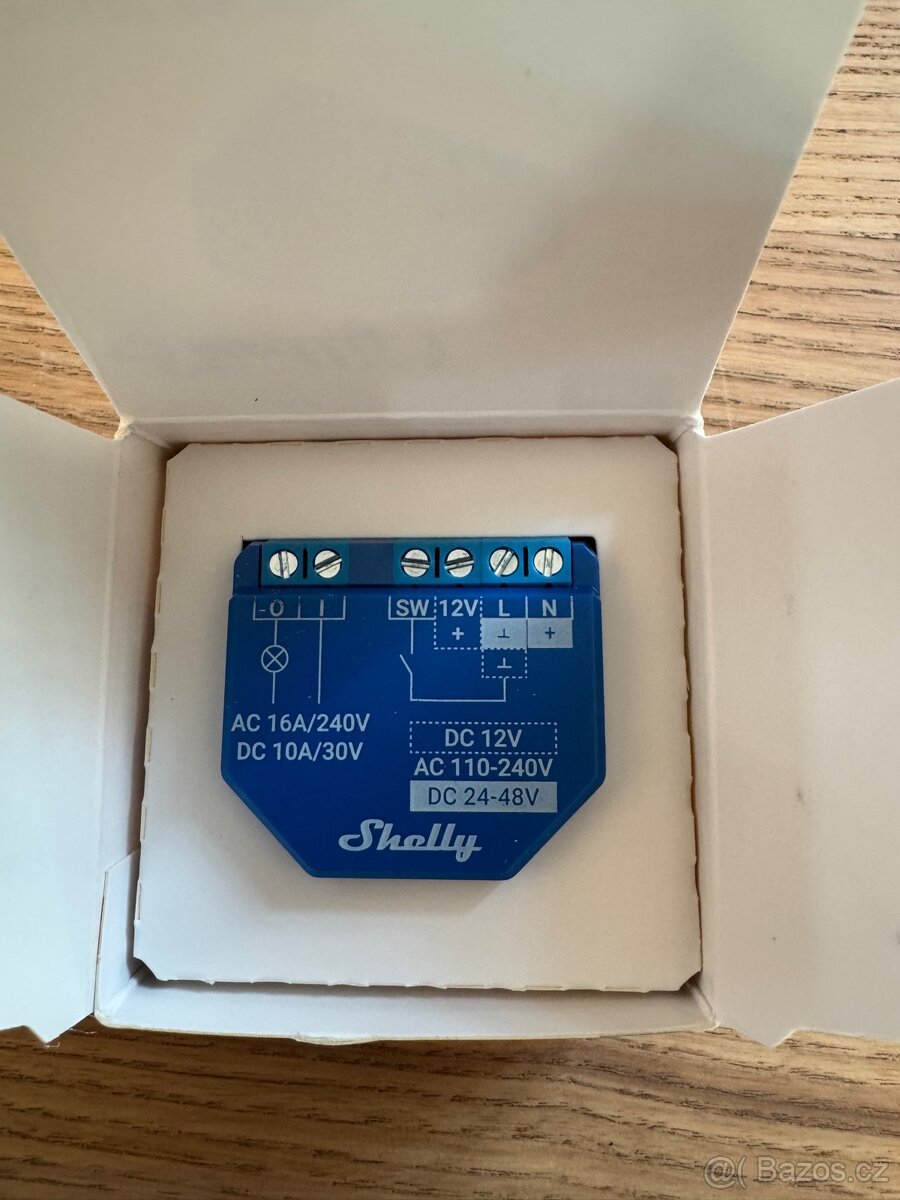 O I SW 12V L N
+ ⊥ +
⊥
AC 16A/240V
DC 10A/30V
DC 12V
AC 110-240V
DC 24-48V
Shelly
@( Bazos.cz